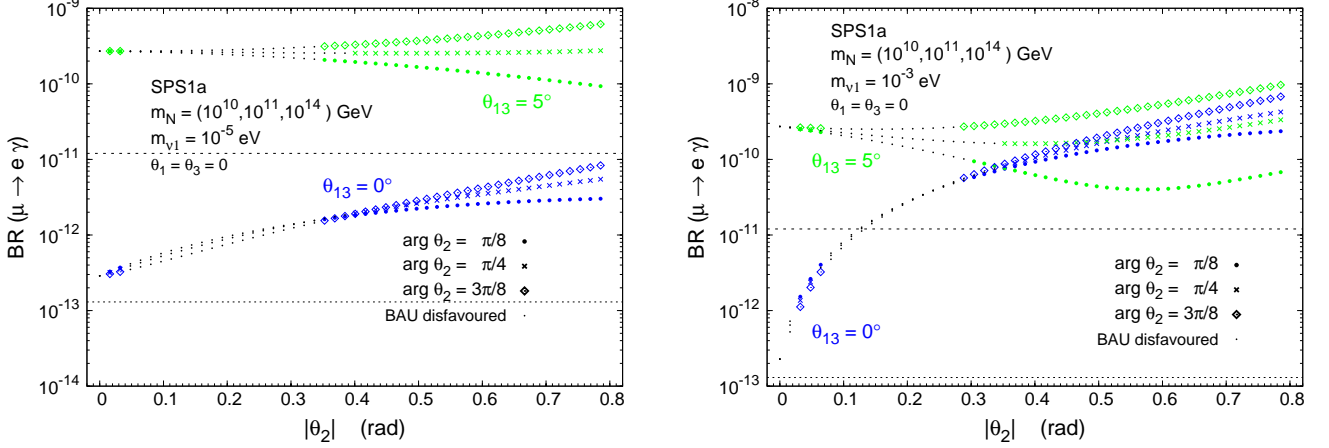 BR (μ → e γ)
10⁻⁸
10⁻⁹
10⁻¹⁰
10⁻¹¹
10⁻¹²
10⁻¹³
10⁻¹⁴
SPS1a
m_N = (10¹⁰,10¹¹,10¹⁴) GeV
m_ν1 = 10⁻⁵ eV
θ₁ = θ₃ = 0
θ₁₃ = 5°
θ₁₃ = 0°
arg θ₂ = π/8
arg θ₂ = π/4
arg θ₂ = 3π/8
BAU disfavoured
0 0.1 0.2 0.3 0.4 0.5 0.6 0.7 0.8
|θ₂| (rad)
BR (μ → e γ)
10⁻⁸
10⁻⁹
10⁻¹⁰
10⁻¹¹
10⁻¹²
10⁻¹³
SPS1a
m_N = (10¹⁰,10¹¹,10¹⁴ ) GeV
m_ν1 = 10⁻³ eV
θ₁ = θ₃ = 0
θ₁₃ = 5°
θ₁₃ = 0°
arg θ₂ = π/8
arg θ₂ = π/4
arg θ₂ = 3π/8
BAU disfavoured
0 0.1 0.2 0.3 0.4 0.5 0.6 0.7 0.8
|θ₂| (rad)